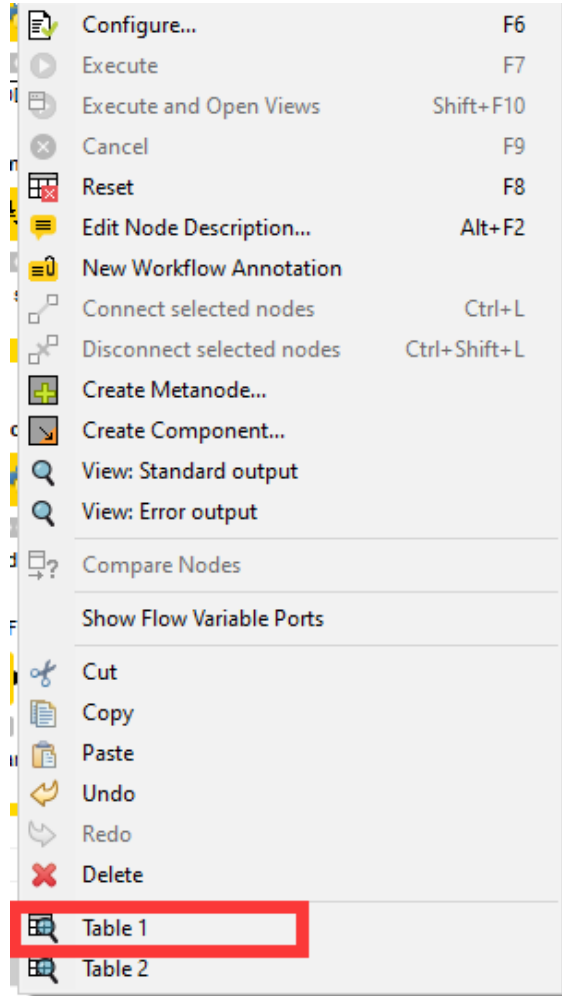 Configure... F6
Execute F7
Execute and Open Views Shift+F10
Cancel F9
Reset F8
Edit Node Description... Alt+F2
New Workflow Annotation
Connect selected nodes Ctrl+L
Disconnect selected nodes Ctrl+Shift+L
Create Metanode...
Create Component...
View: Standard output
View: Error output
Compare Nodes
Show Flow Variable Ports
Cut
Copy
Paste
Undo
Redo
Delete
Table 1
Table 2